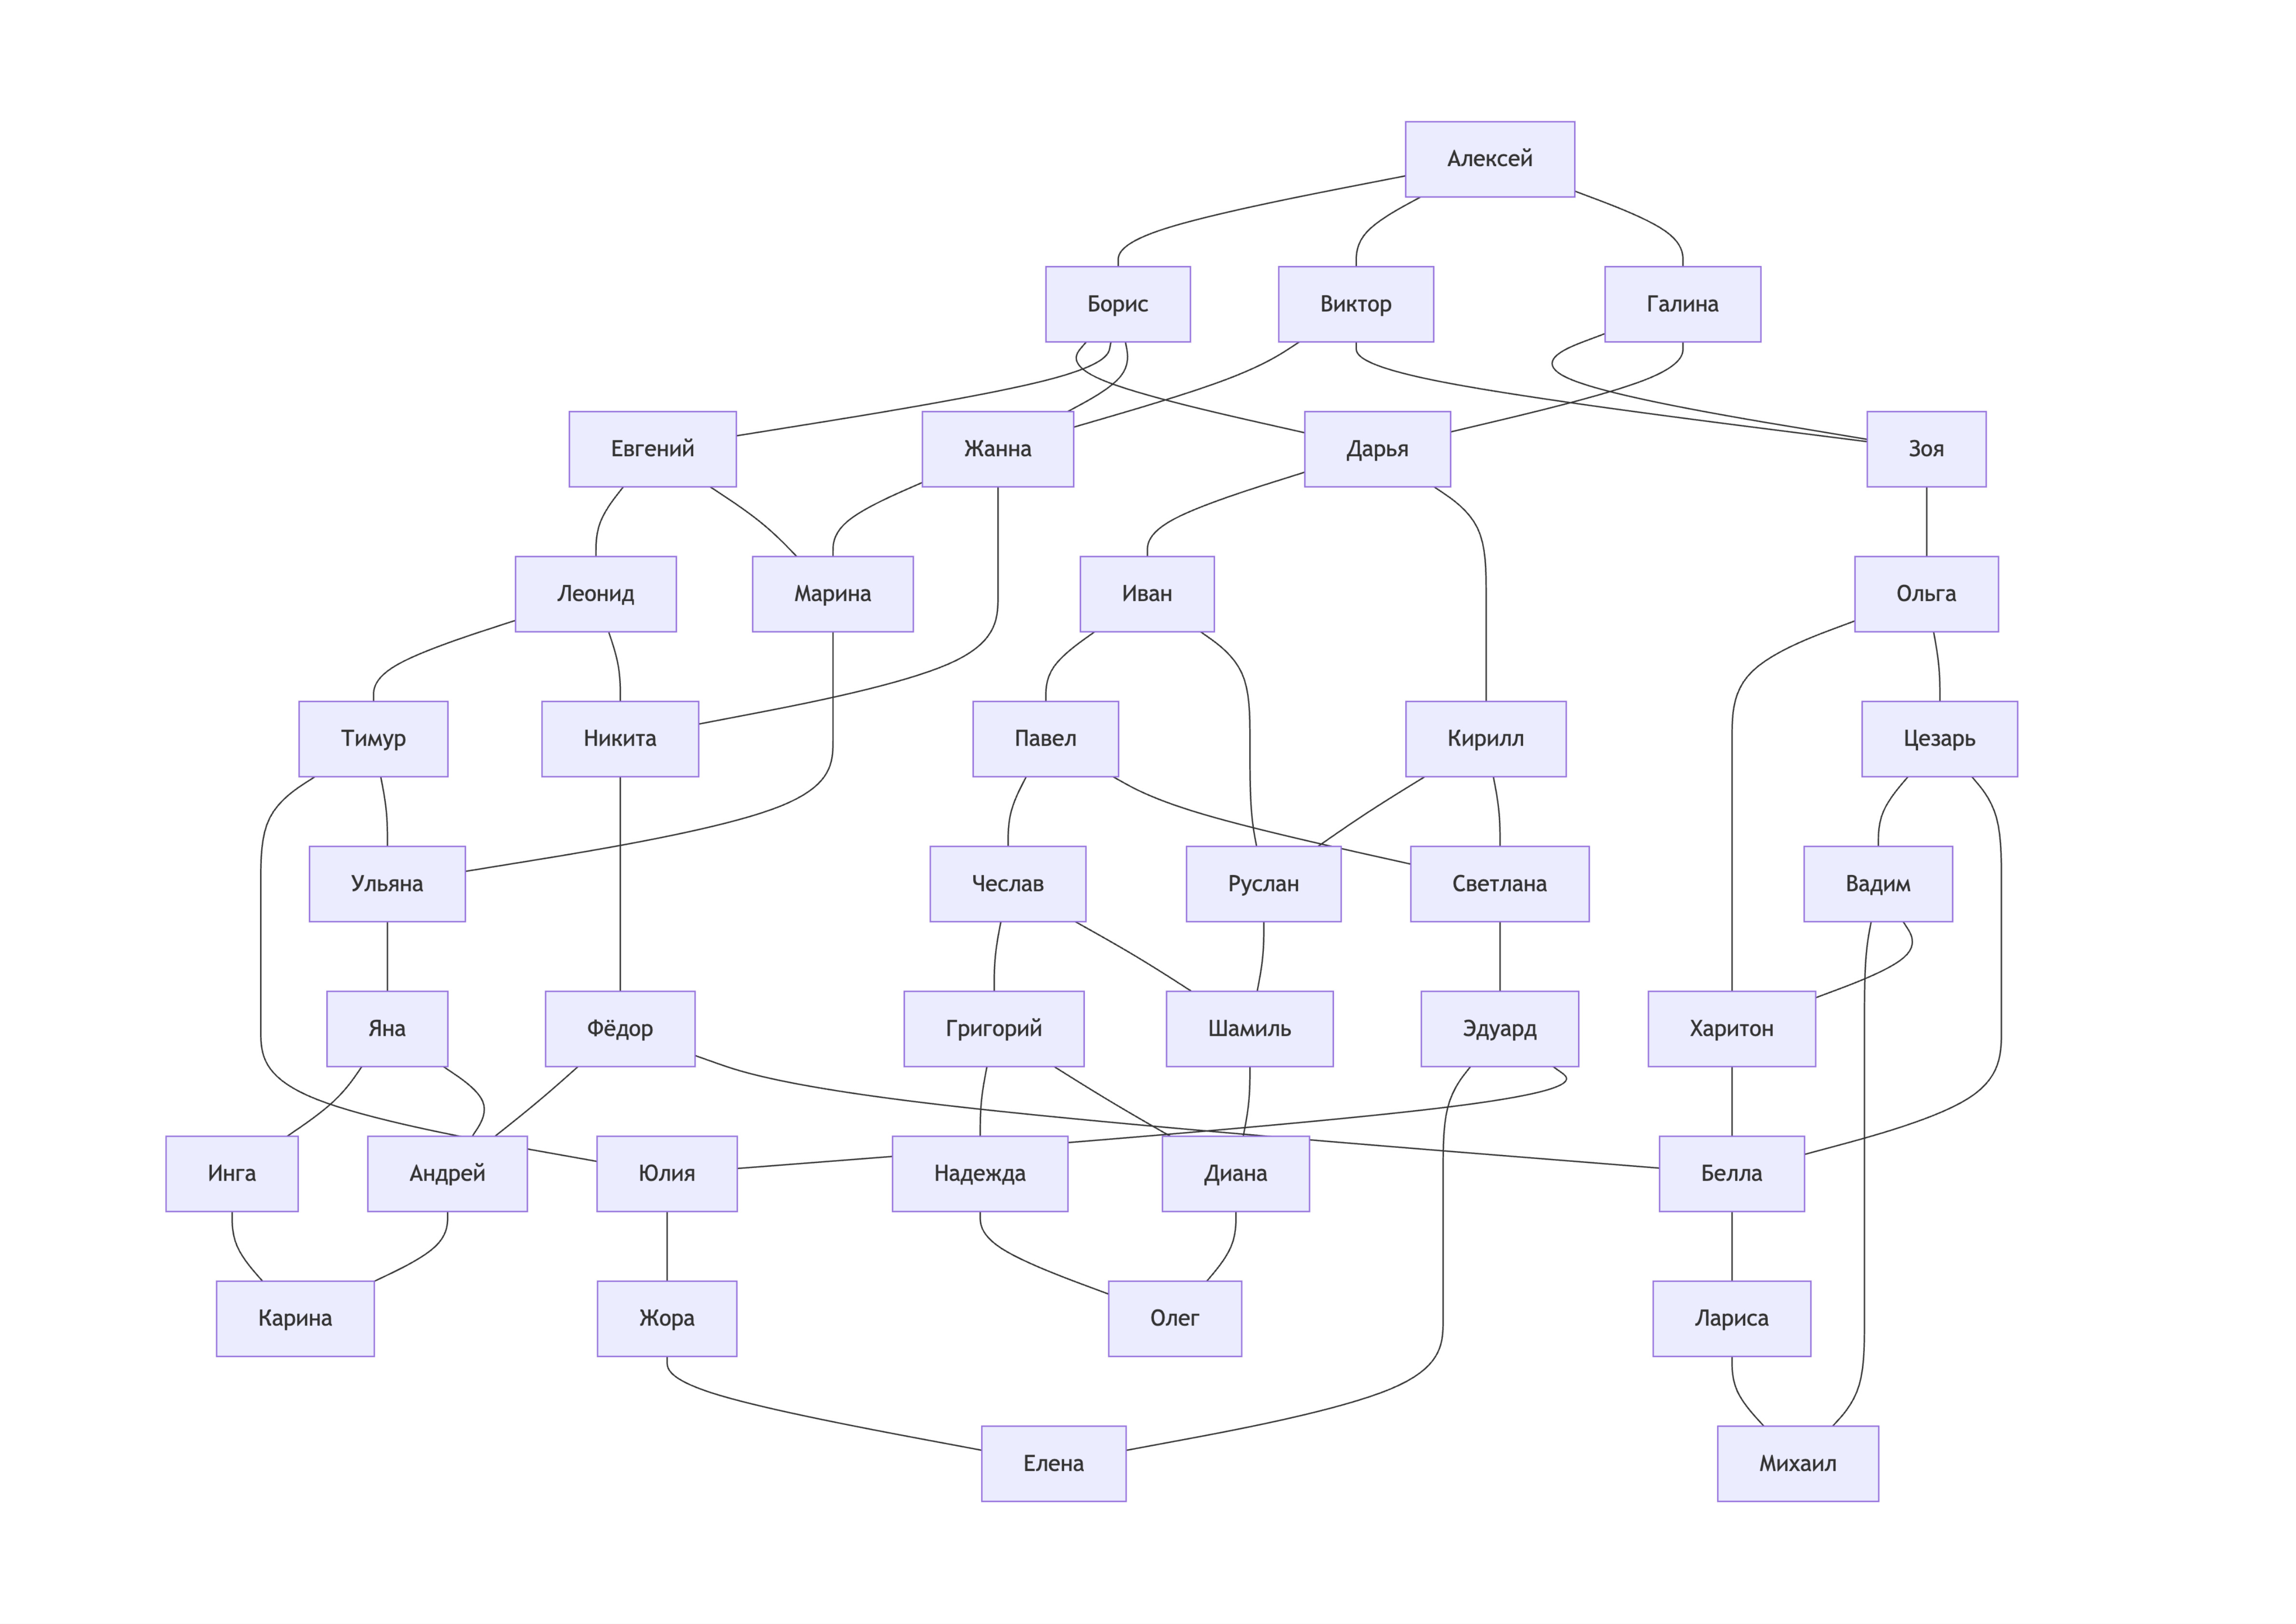 Алексей
Борис
Виктор
Галина
Евгений
Жанна
Дарья
Зоя
Леонид
Марина
Иван
Ольга
Тимур
Никита
Павел
Кирилл
Цезарь
Ульяна
Чеслав
Руслан
Светлана
Вадим
Яна
Фёдор
Григорий
Шамиль
Эдуард
Харитон
Инга
Андрей
Юлия
Надежда
Диана
Белла
Карина
Жора
Олег
Лариса
Елена
Михаил